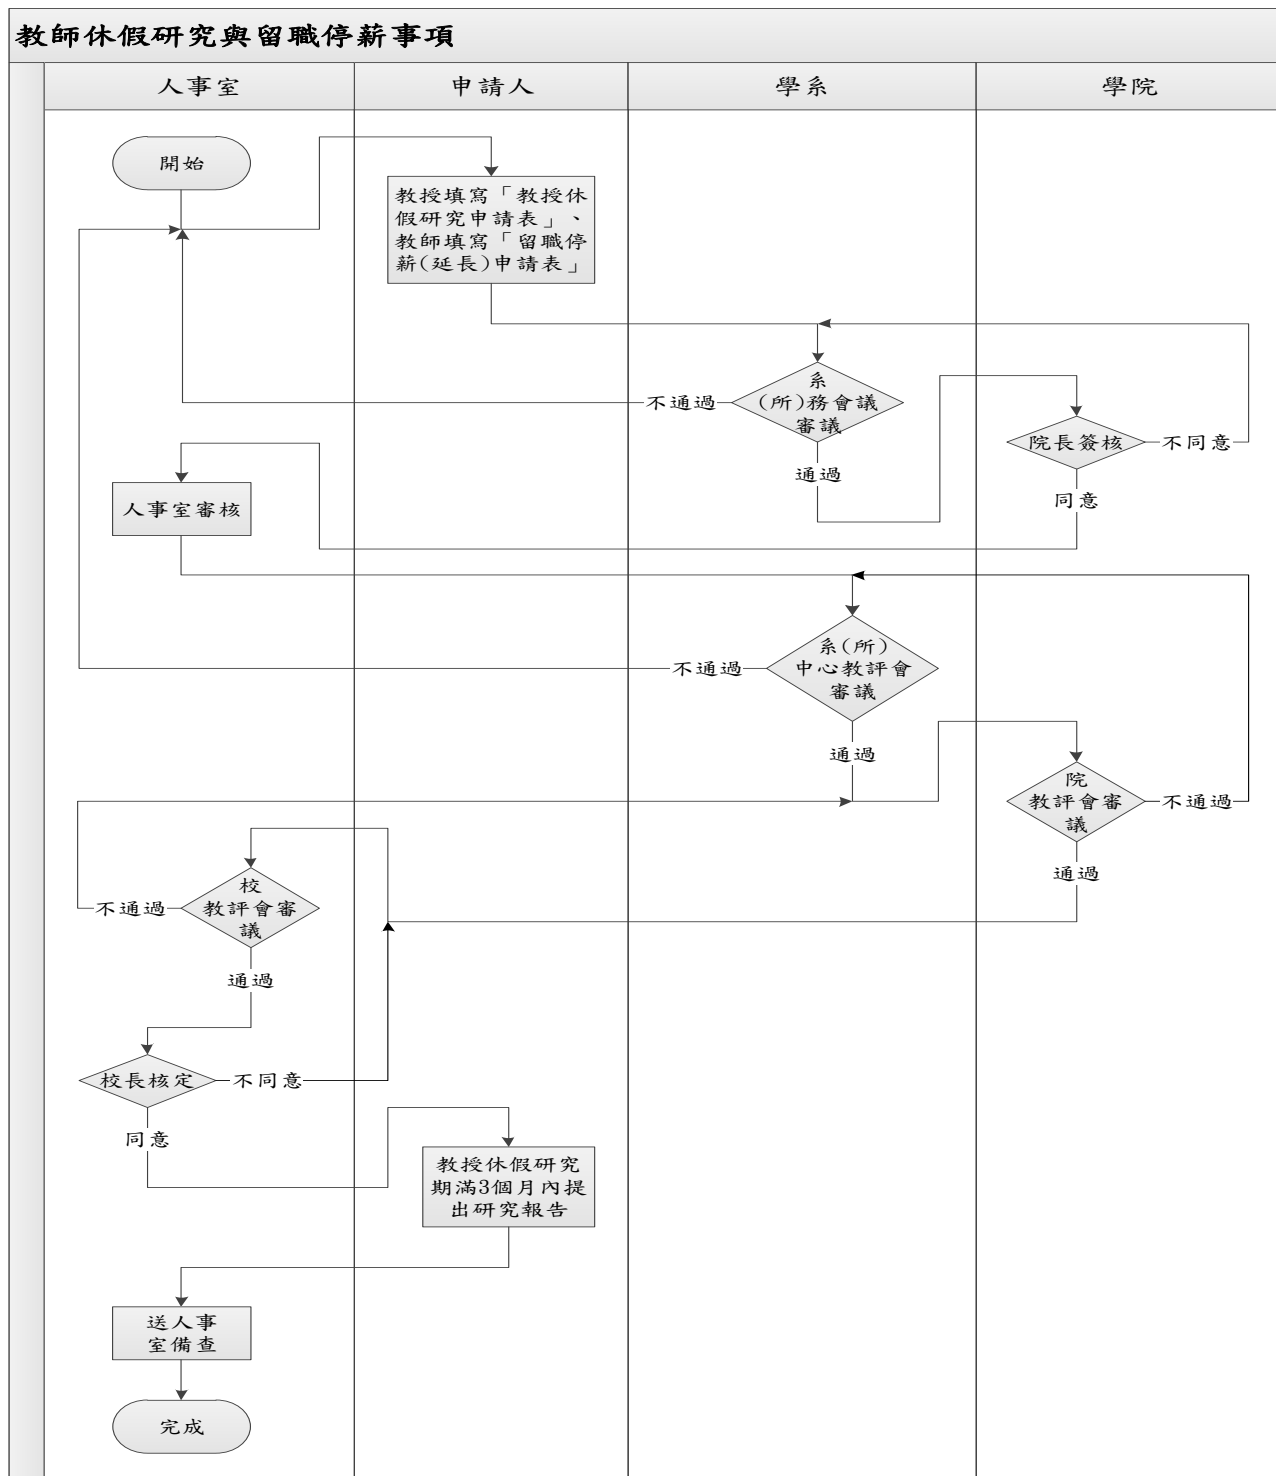 教師休假研究與留職停薪事項
人事室
申請人
學系
學院
開始
教授填寫「教授休
假研究申請表」、
教師填寫「留職停
薪(延長)申請表」
系
(所)務會議
審議
不通過
通過
院長簽核
不同意
同意
人事室審核
系(所)
中心教評會
審議
不通過
通過
院
教評會審
議
不通過
通過
校
教評會審
議
不通過
通過
校長核定
不同意
同意
教授休假研究
期滿3個月內提
出研究報告
送人事
室備查
完成